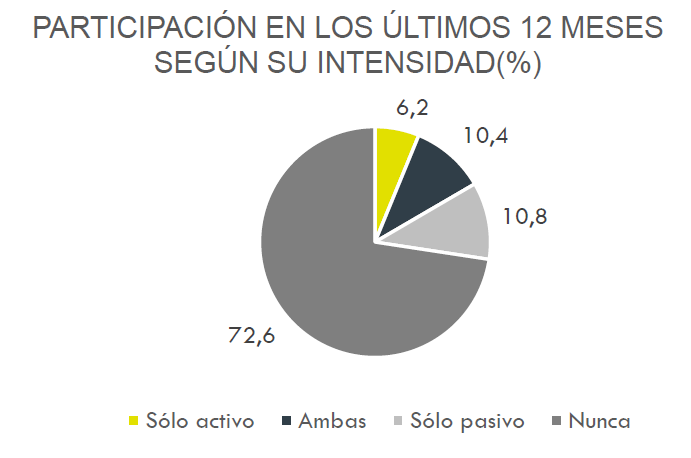 PARTICIPACIÓN EN LOS ÚLTIMOS 12 MESES
SEGÚN SU INTENSIDAD(%)
6,2
10,4
10,8
72,6
Sólo activo
Ambas
Sólo pasivo
Nunca